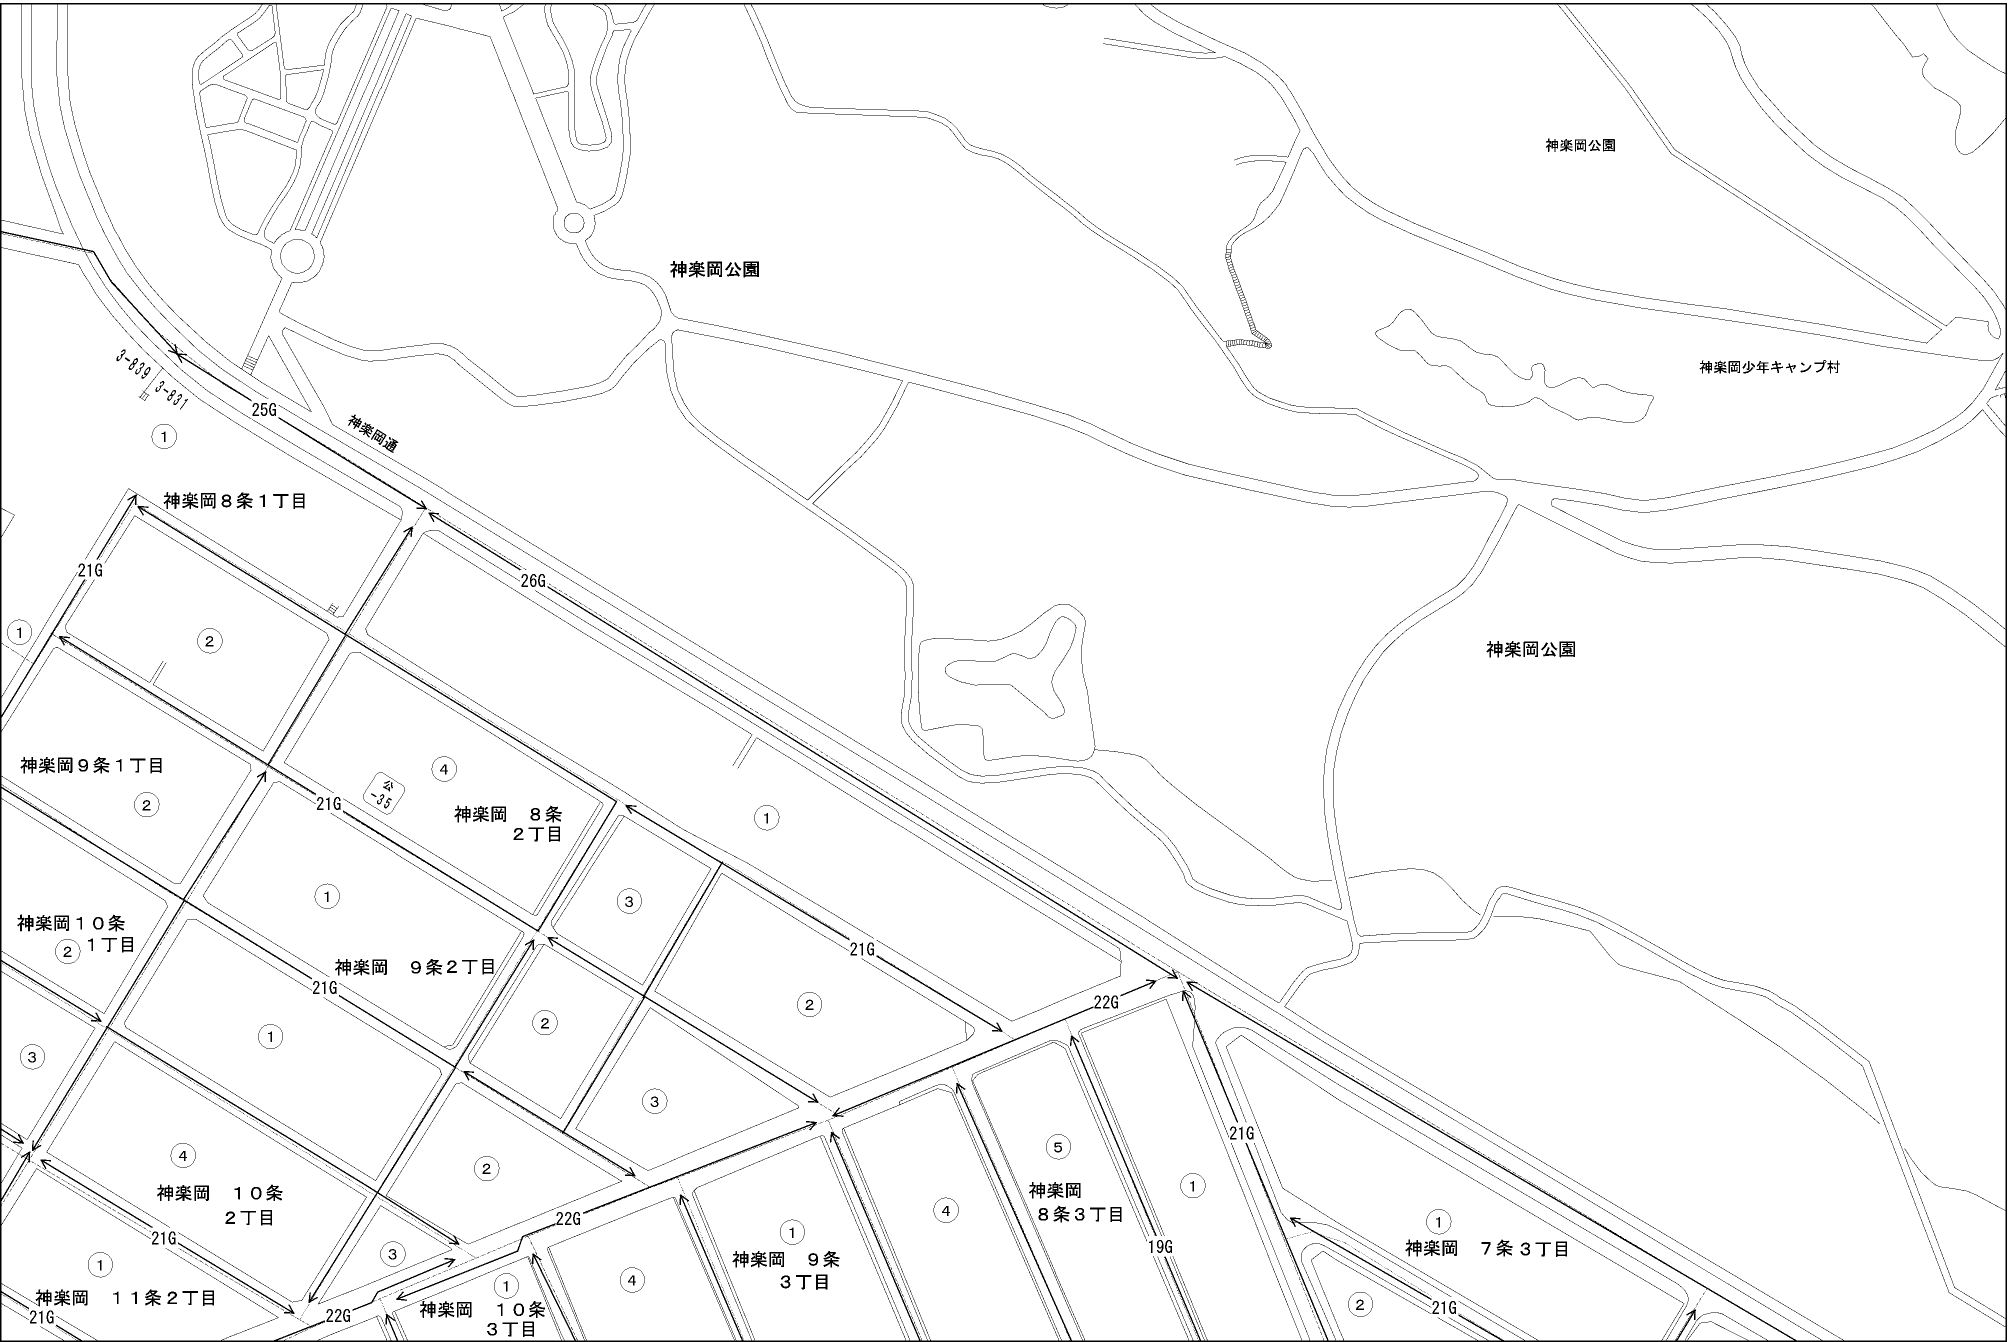 神楽岡公園
神楽岡公園
神楽岡少年キャンプ村
3-839
3-831
25G
①
神楽岡通
神楽岡８条１丁目
21G
26G
①
②
神楽岡公園
神楽岡９条１丁目
④
公
-35
21G
②
神楽岡　８条
２丁目
①
①
③
神楽岡１０条
② １丁目
21G
神楽岡　９条２丁目
21G
②
22G
②
①
③
③
21G
⑤
④
②
神楽岡　１０条
２丁目
神楽岡
８条３丁目
①
④
22G
①
神楽岡　７条３丁目
21G
③
①
神楽岡　９条
３丁目
19G
①
④
①
神楽岡　１１条２丁目
21G
22G
神楽岡　１０条
３丁目
②
21G